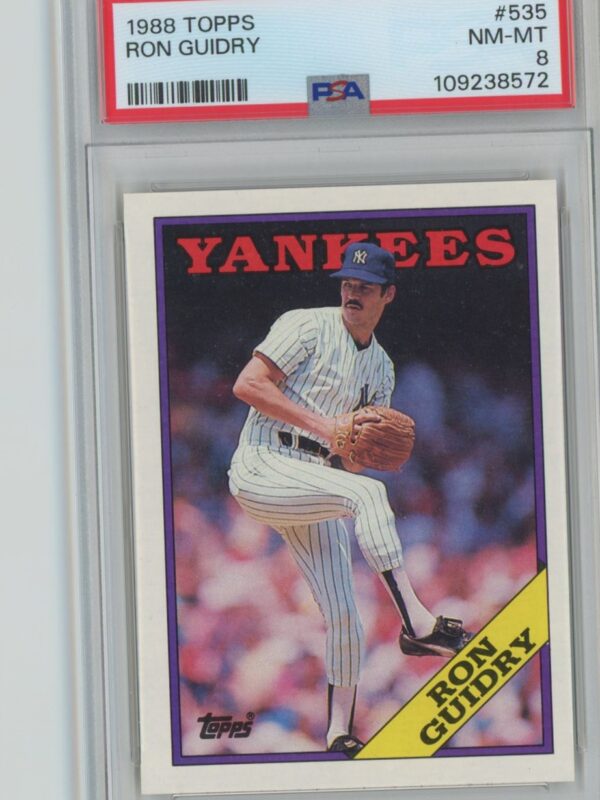 1988 TOPPS
#535
RON GUIDRY
NM-MT
8
PSA
109238572
YANKEES
NY
RON
GUIDRY
topps®